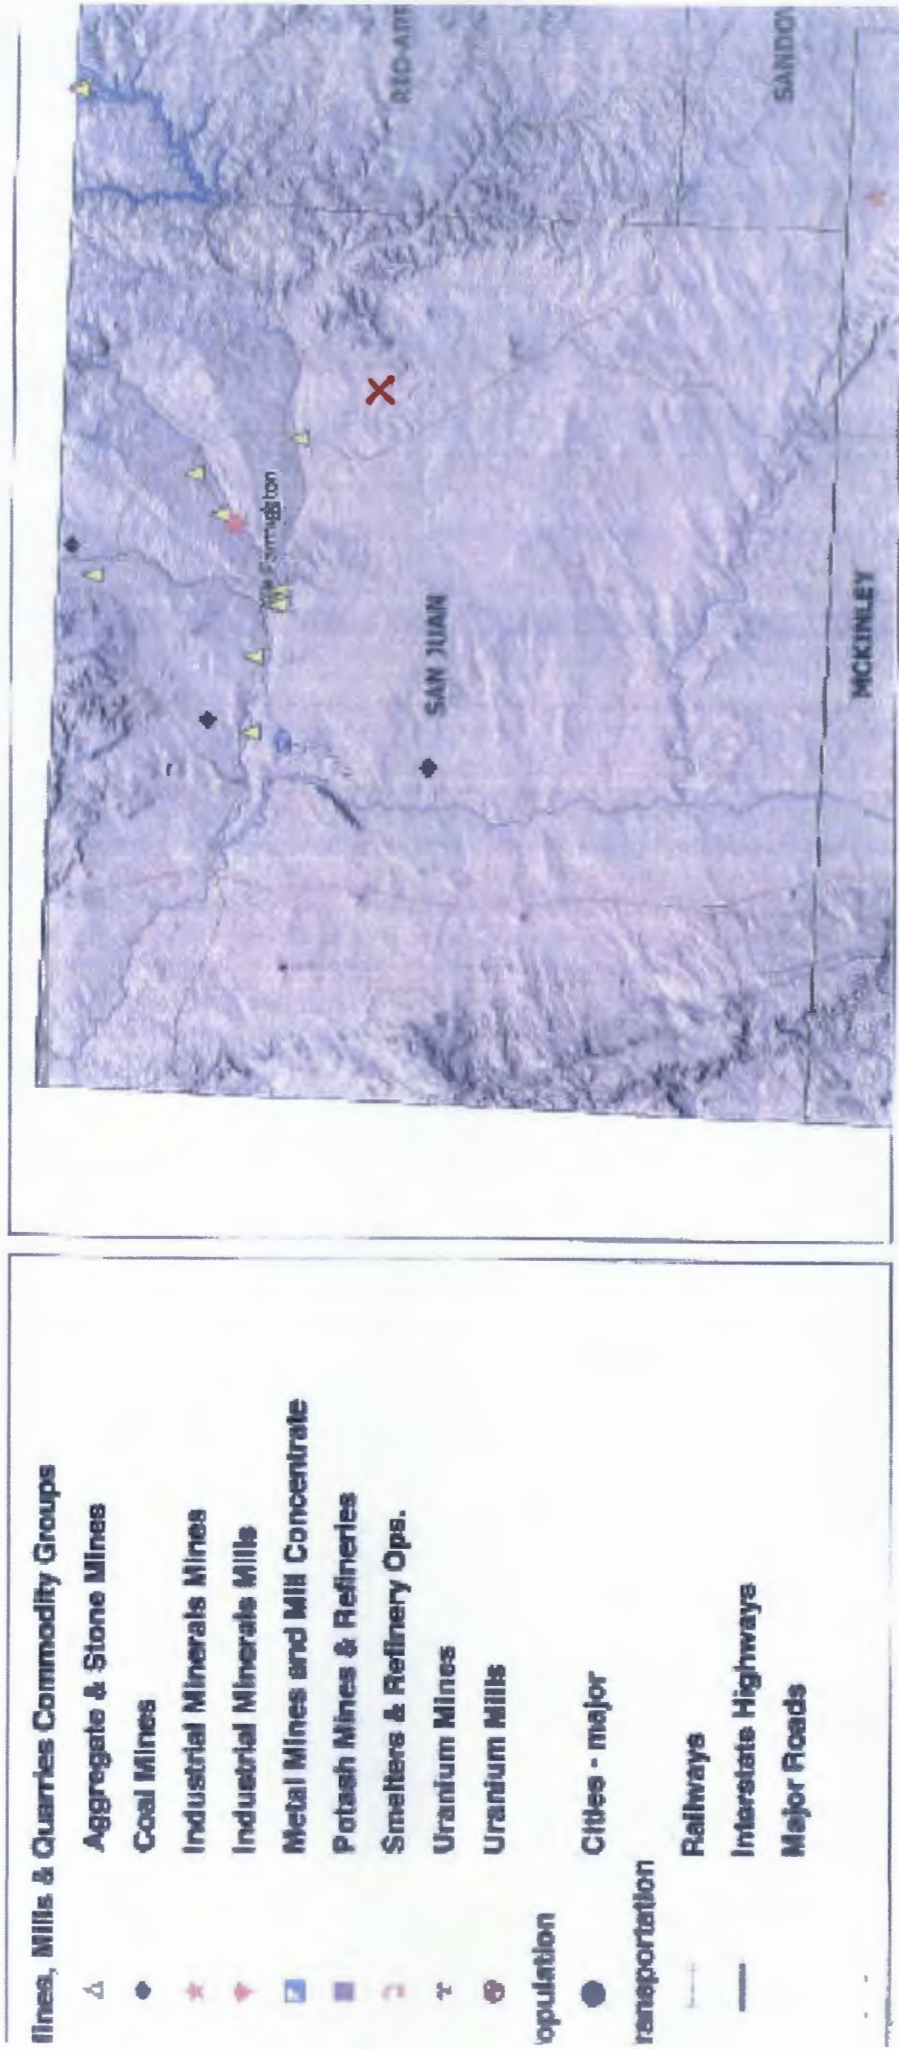 lines, Mills & Quarries Commodity Groups
Aggregate & Stone Mines
Coal Mines
Industrial Minerals Mines
Industrial Minerals Mills
Metal Mines and Mill Concentrate
Potash Mines & Refineries
Smelters & Refinery Ops.
Uranium Mines
Uranium Mills
opulation
Cities - major
ransportation
Railways
Interstate Highways
Major Roads
Farmington
SAN JUAN
MCKINLEY
RIO ARR
SANDOV